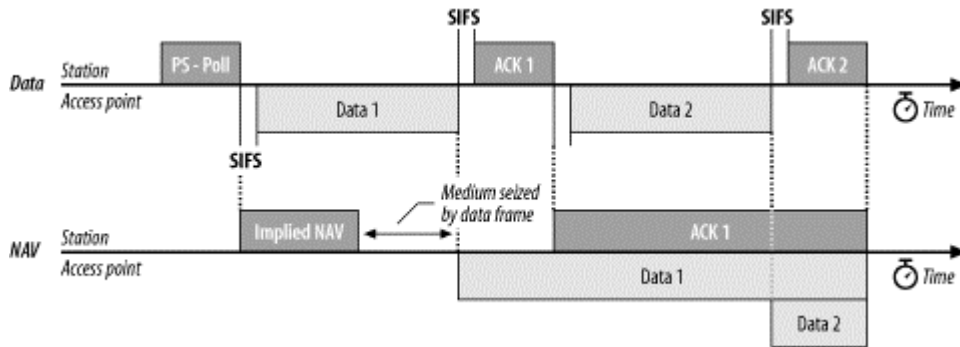 SIFS SIFS
Station PS - Poll ACK 1 ACK 2
Data
Access point Data 1 Data 2 Time
SIFS
Medium seized
by data frame
Station Implied NAV ACK 1
NAV
Access point Data 1 Time
Data 2